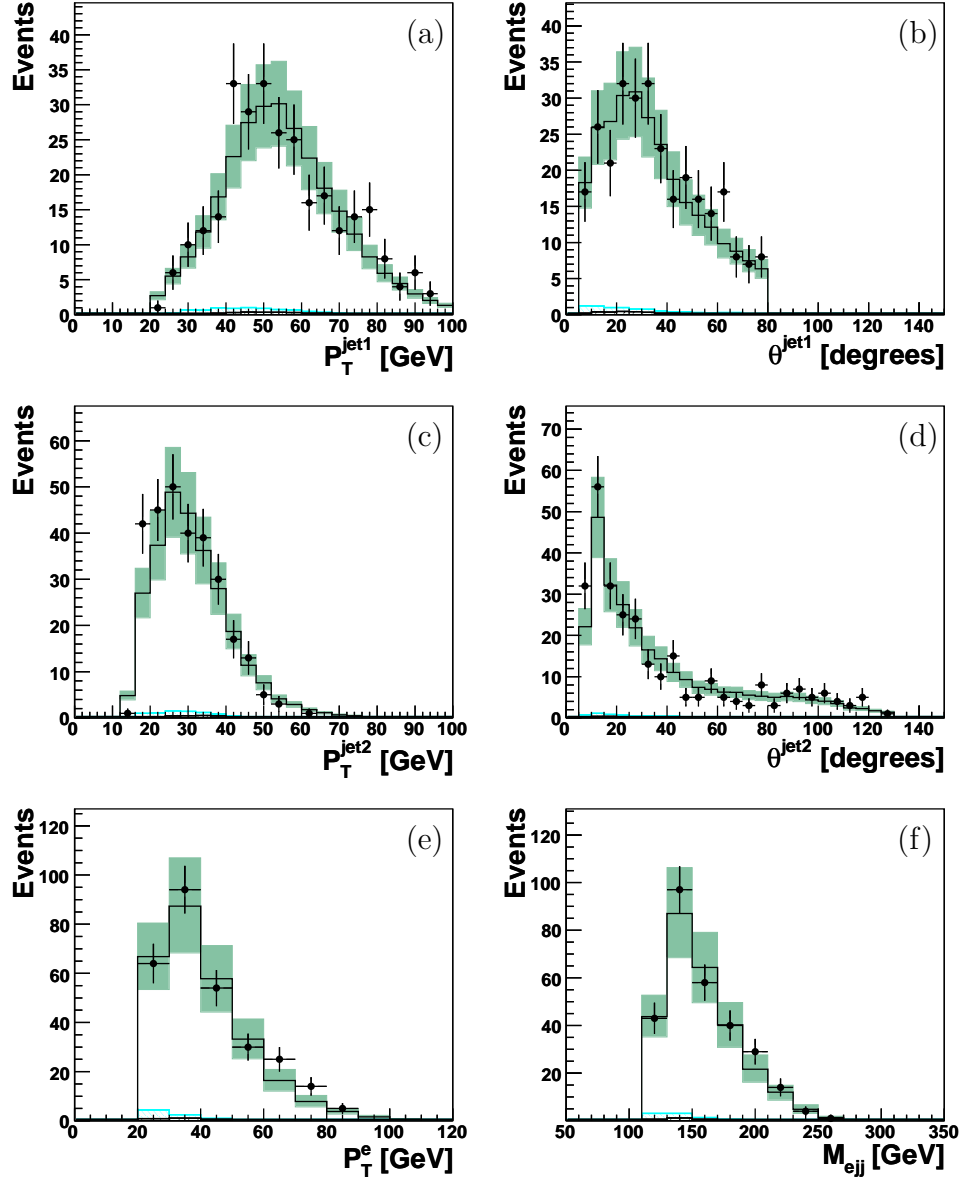 Events
(a)
40
35
30
25
20
15
10
5
0
0 10 20 30 40 50 60 70 80 90 100
P_T^jet1 [GeV]
Events
(b)
40
35
30
25
20
15
10
5
0
0 20 40 60 80 100 120 140
θ^jet1 [degrees]
Events
(c)
60
50
40
30
20
10
0
0 10 20 30 40 50 60 70 80 90 100
P_T^jet2 [GeV]
Events
(d)
70
60
50
40
30
20
10
0
0 20 40 60 80 100 120 140
θ^jet2 [degrees]
Events
(e)
120
100
80
60
40
20
0
0 20 40 60 80 100 120
P_T^e [GeV]
Events
(f)
120
100
80
60
40
20
50 100 150 200 250 300 350
M_ejj [GeV]